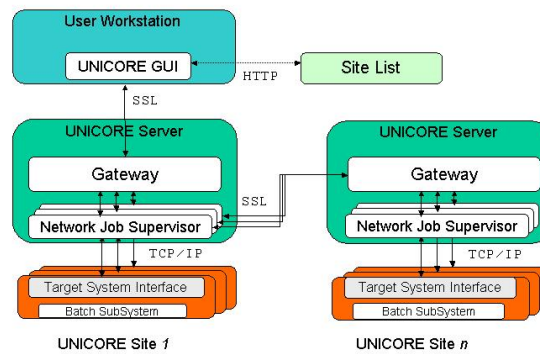 User Workstation
UNICORE GUI
HTTP
Site List
SSL
UNICORE Server
Gateway
SSL
Network Job Supervisor
TCP/IP
Target System Interface
Batch SubSystem
UNICORE Site 1
UNICORE Server
Gateway
Network Job Supervisor
TCP/IP
Target System Interface
Batch SubSystem
UNICORE Site n